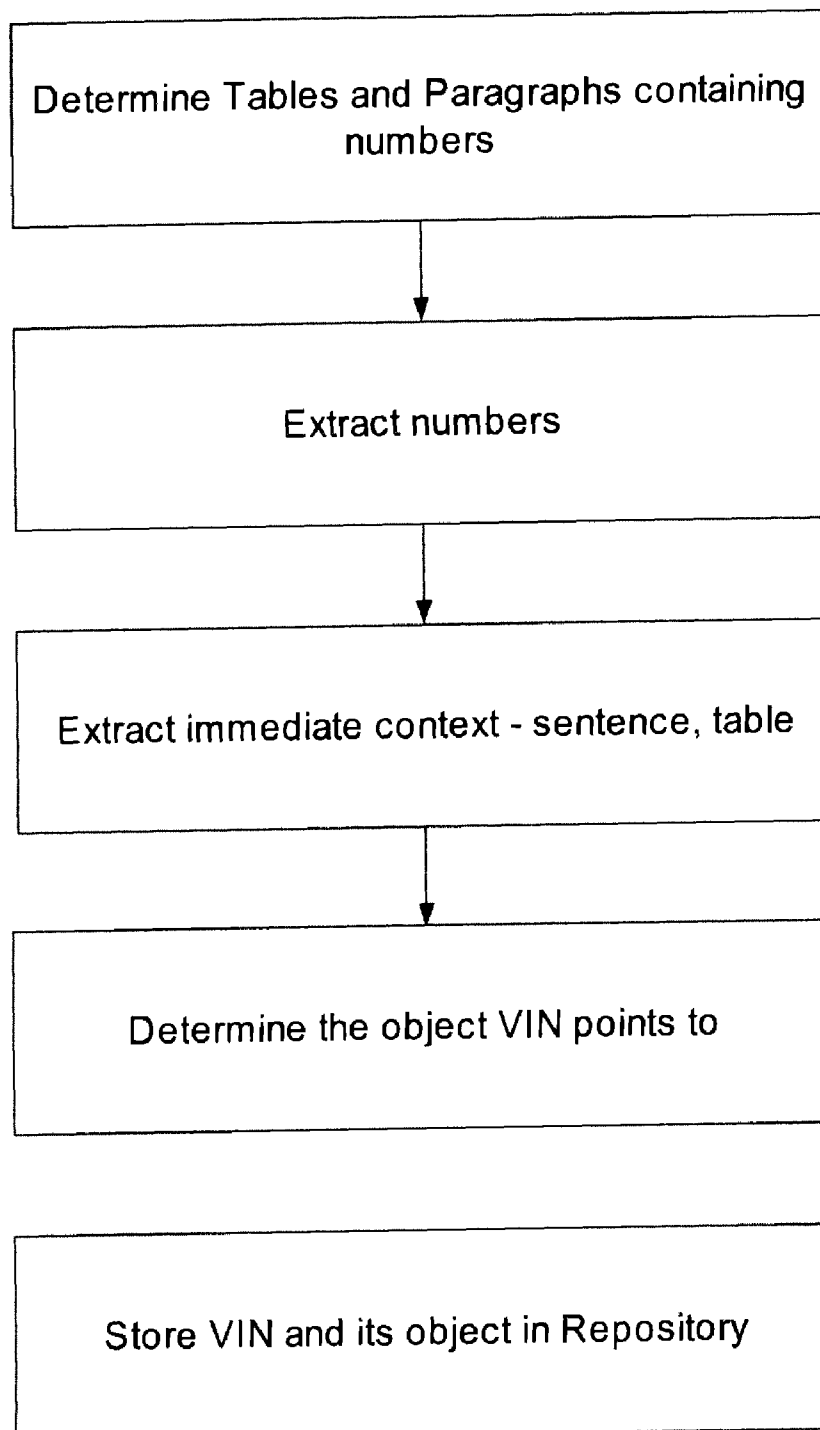 Determine Tables and Paragraphs containing
numbers
Extract numbers
Extract immediate context - sentence, table
Determine the object VIN points to
Store VIN and its object in Repository